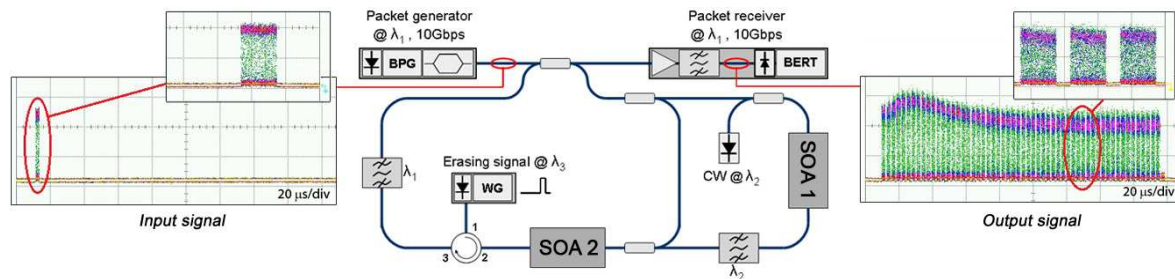 Packet generator
@ λ1 , 10Gbps
BPG
Packet receiver
@ λ1 , 10Gbps
BERT
20 µs/div
Input signal
λ1
Erasing signal @ λ3
WG
1
3
2
SOA 2
CW @ λ2
SOA 1
λ2
20 µs/div
Output signal